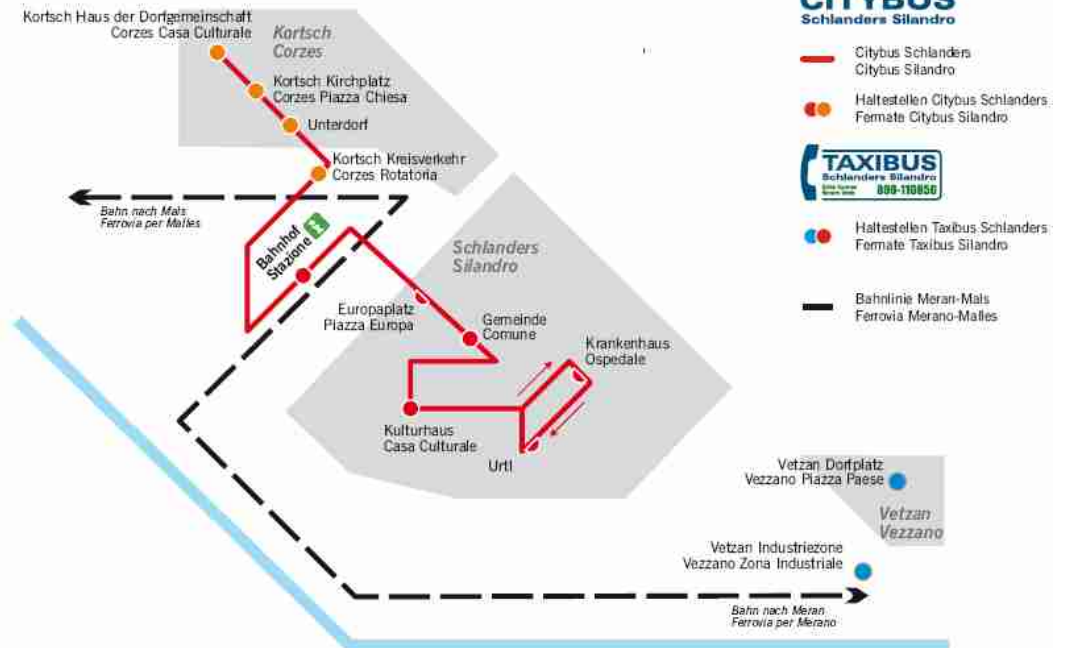 Kortsch Haus der Dorfgemeinschaft
Corzes Casa Culturale
Kortsch
Corzes
Kortsch Kirchplatz
Corzes Piazza Chiesa
Unterdorf
Kortsch Kreisverkehr
Corzes Rotatoria
Bahn nach Mals
Ferrovia per Malles
Bahnhof
Stazione
Schlanders
Silandro
Europaplatz
Piazza Europa
Gemeinde
Comune
Krankenhaus
Ospedale
Kulturhaus
Casa Culturale
Urtl
Vetzan Dorfplatz
Vezzano Piazza Paese
Vetzan
Vezzano
Vetzan Industriezone
Vezzano Zona Industriale
Bahn nach Meran
Ferrovia per Merano
CITYBUS
Schlanders Silandro
Citybus Schlanders
Citybus Silandro
Haltestellen Citybus Schlanders
Fermate Citybus Silandro
TAXIBUS
Schlanders Silandro
800-110850
Haltestellen Taxibus Schlanders
Fermate Taxibus Silandro
Bahnlinie Meran-Mals
Ferrovia Merano-Malles